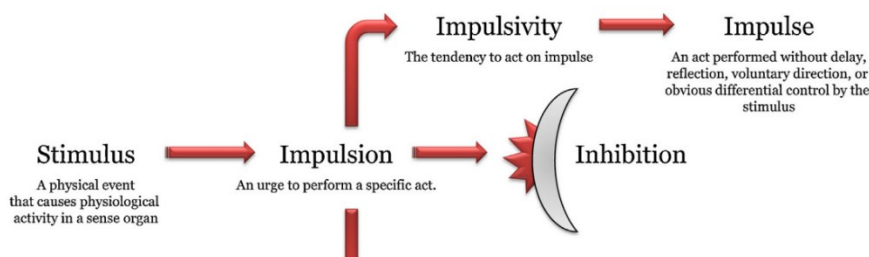 Impulsivity
The tendency to act on impulse
Impulse
An act performed without delay,
reflection, voluntary direction, or
obvious differential control by the
stimulus
Stimulus
A physical event
that causes physiological
activity in a sense organ
Impulsion
An urge to perform a specific act.
Inhibition